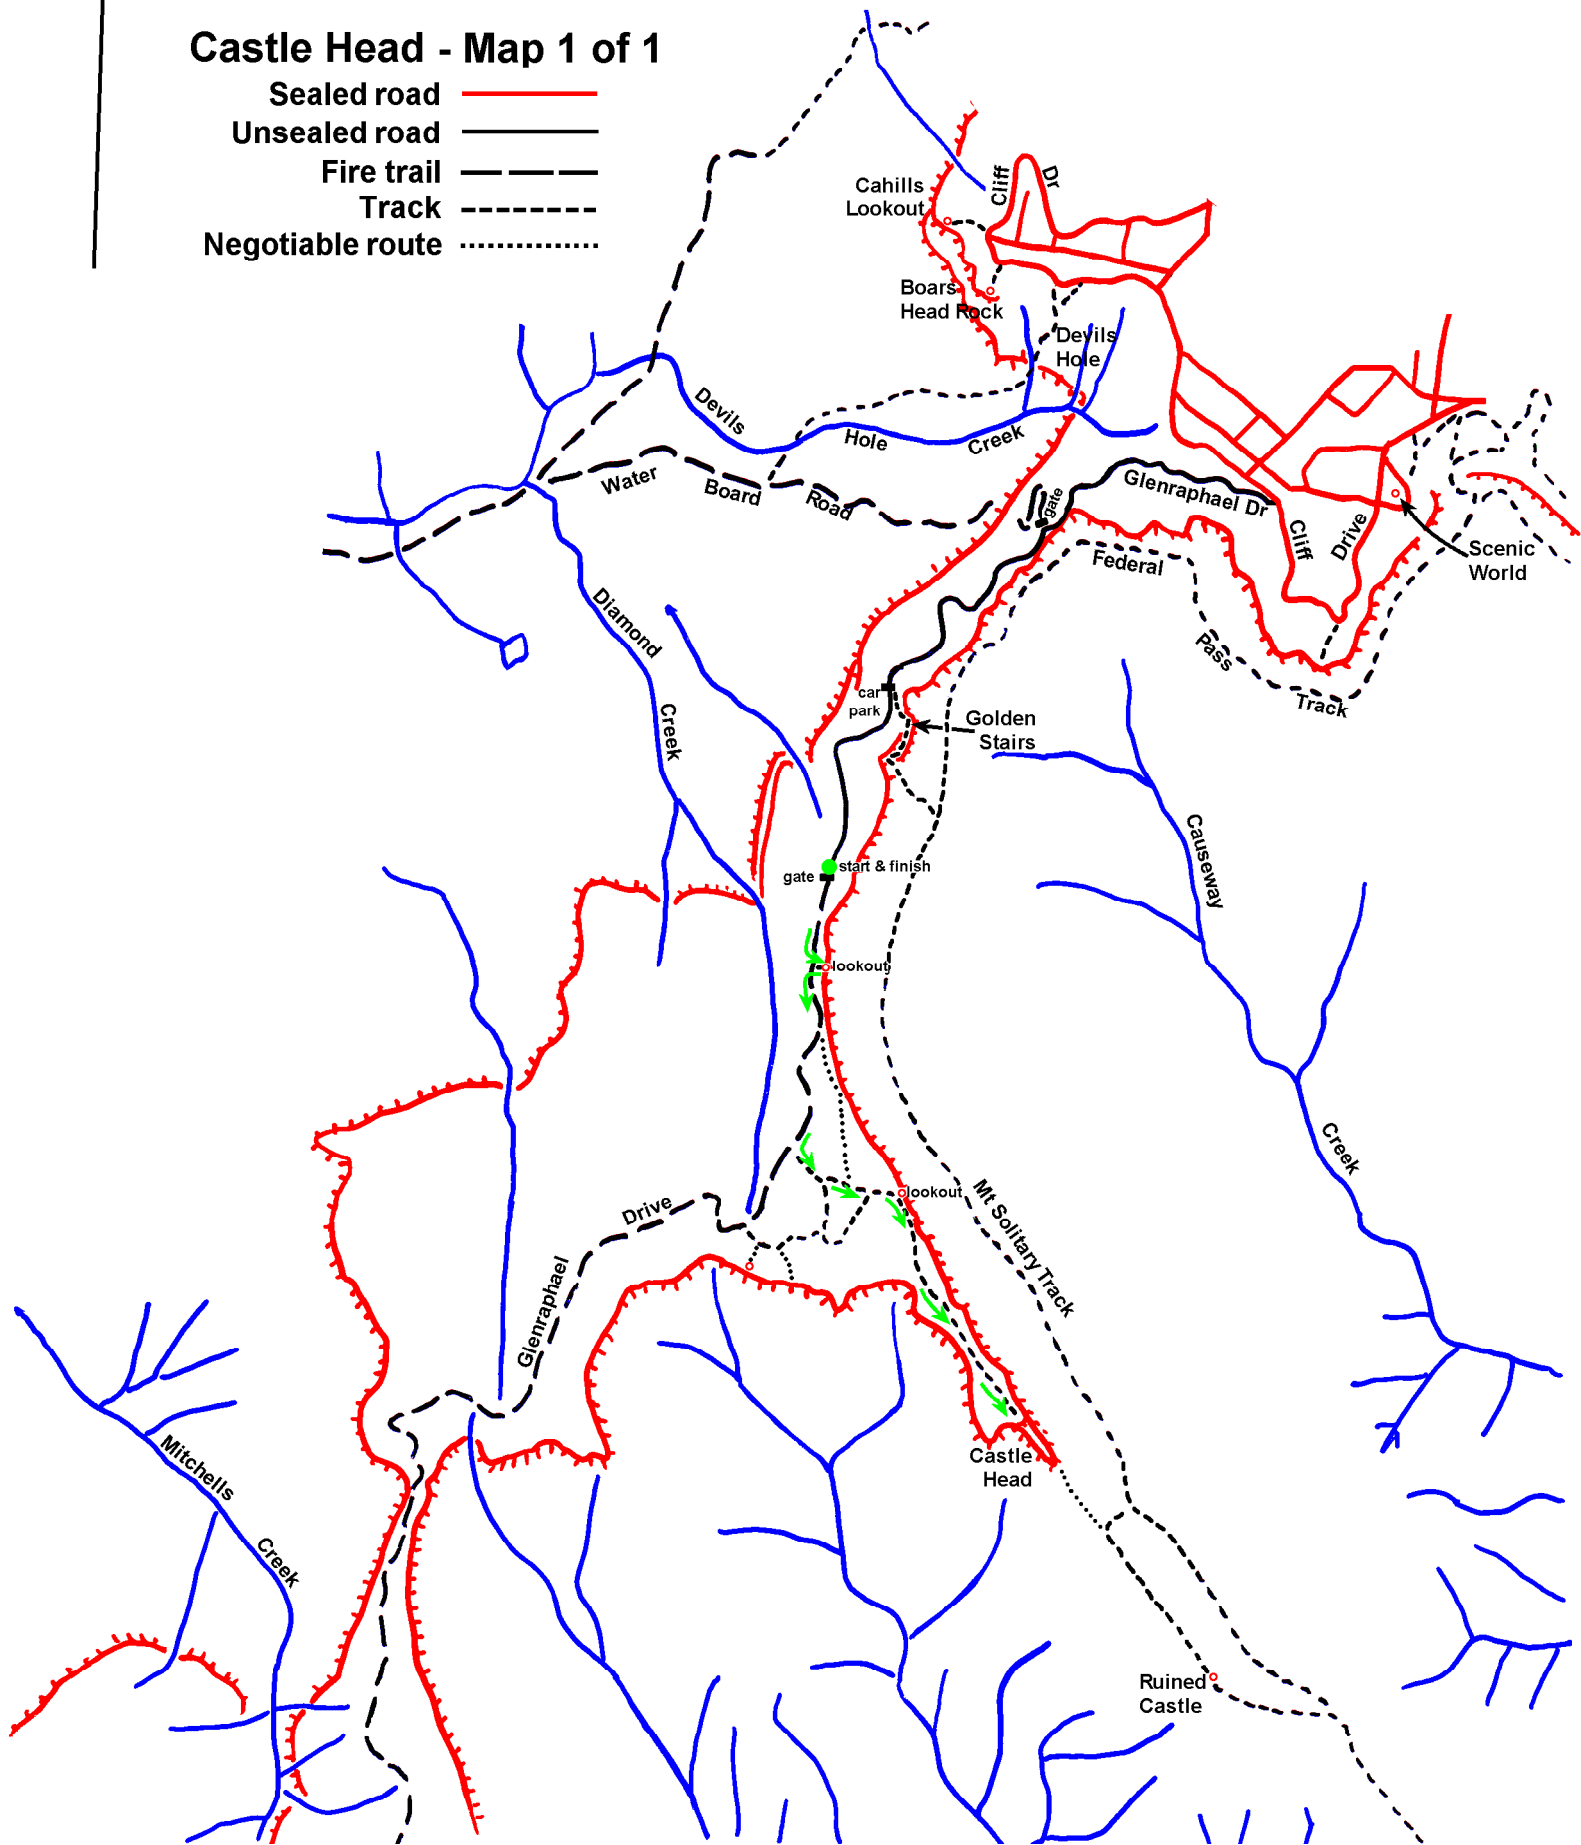 Castle Head - Map 1 of 1
Sealed road
Unsealed road
Fire trail
Track
Negotiable route
Cliff
Dr
Cahills
Lookout
Boars
Head Rock
Devils
Hole
Devils
Hole
Creek
Water
Board
Road
gate
Glenraphael Dr
Cliff
Drive
Scenic
World
Federal
Pass
Track
Diamond
Creek
car
park
Golden
Stairs
Causeway
Creek
start & finish
gate
lookout
lookout
Mt Solitary Track
Drive
Glenraphael
Mitchells
Creek
Castle
Head
Ruined
Castle